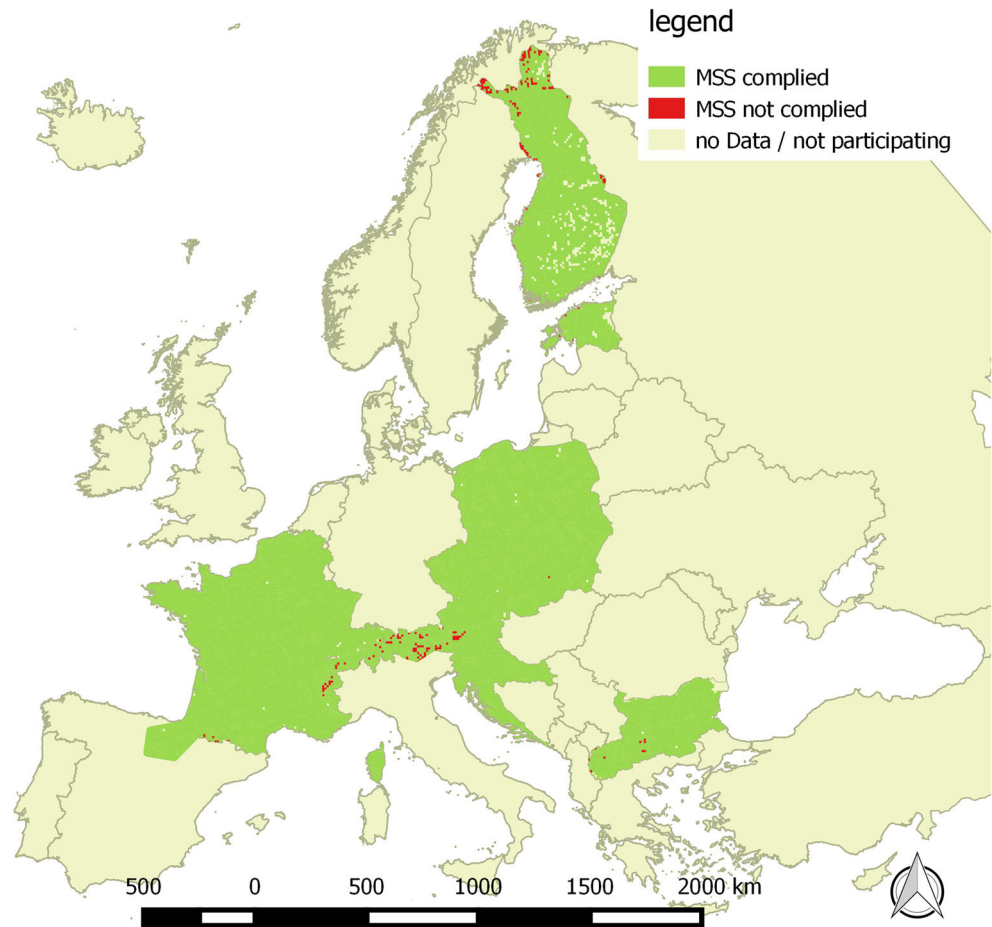 legend
MSS complied
MSS not complied
no Data / not participating
500 0 500 1000 1500 2000 km